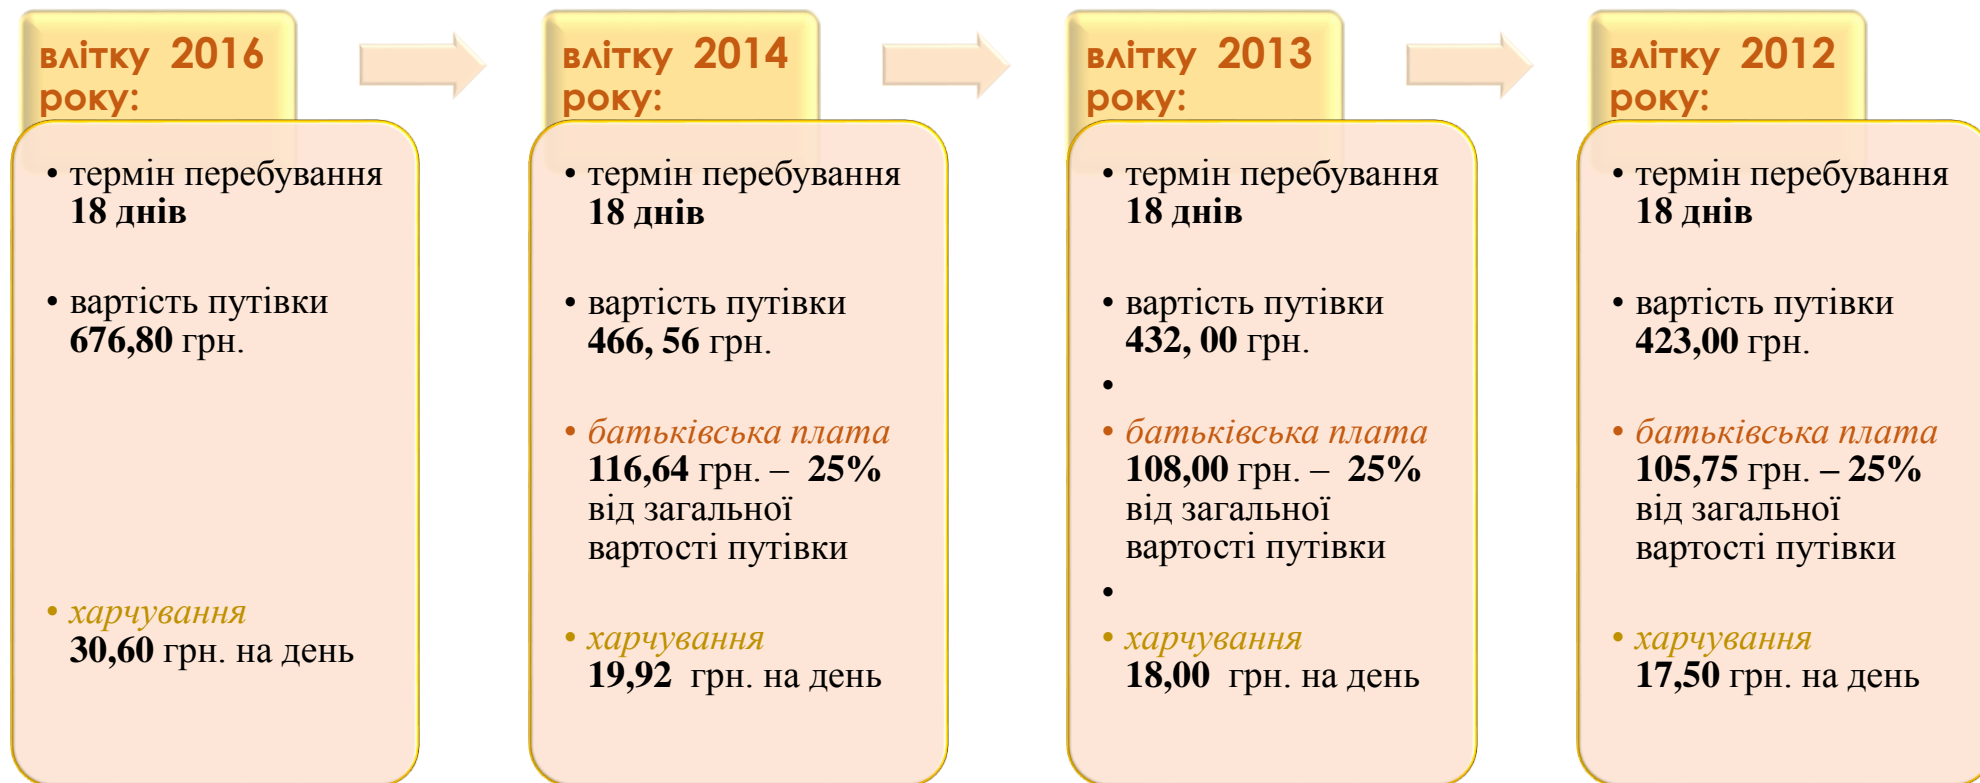 влітку 2016
року:
• термін перебування
18 днів
• вартість путівки
676,80 грн.
• харчування
30,60 грн. на день
влітку 2014
року:
• термін перебування
18 днів
• вартість путівки
466, 56 грн.
• батьківська плата
116,64 грн. – 25%
від загальної
вартості путівки
• харчування
19,92 грн. на день
влітку 2013
року:
• термін перебування
18 днів
• вартість путівки
432, 00 грн.
•
• батьківська плата
108,00 грн. – 25%
від загальної
вартості путівки
•
• харчування
18,00 грн. на день
влітку 2012
року:
• термін перебування
18 днів
• вартість путівки
423,00 грн.
• батьківська плата
105,75 грн. – 25%
від загальної
вартості путівки
• харчування
17,50 грн. на день